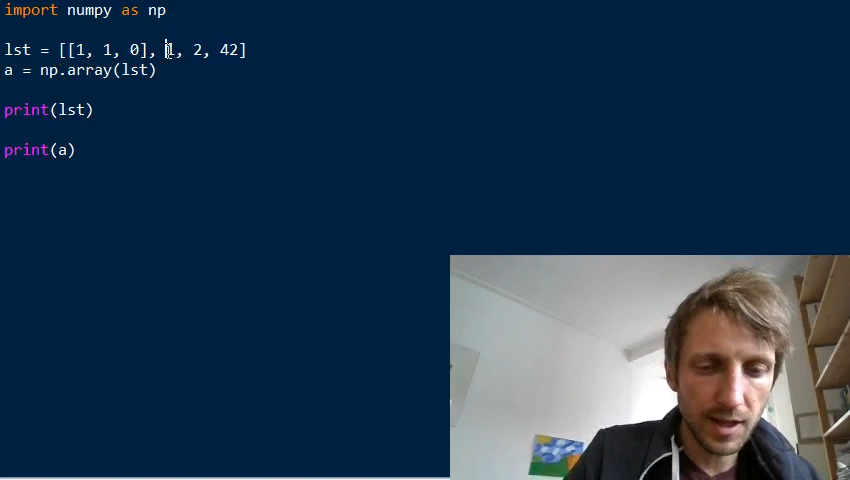 import numpy as np
lst = [[1, 1, 0], 1, 2, 42]
a = np.array(lst)
print(lst)
print(a)